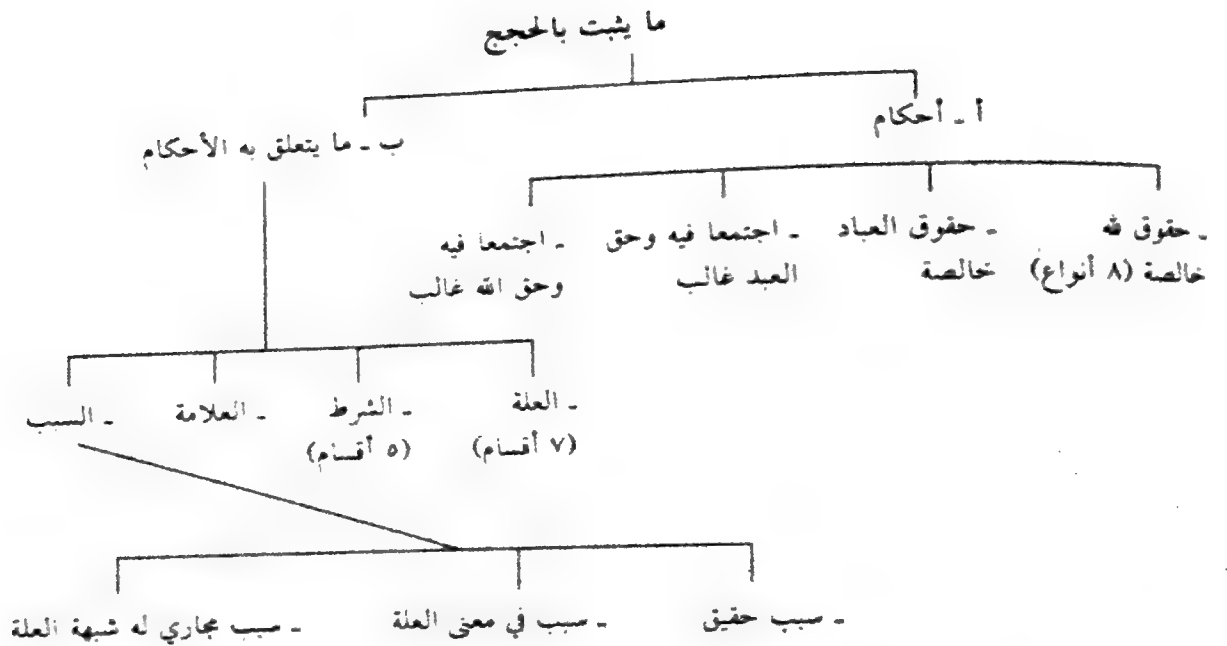 ما يثبت بالحجج
أ - أحكام
ب - ما يتعلق به الأحكام
- حقوق لله
خالصة (٨ أنواع)
- حقوق العباد
خالصة
- اجتمعا فيه وحق
العبد غالب
- اجتمعا فيه
وحق الله غالب
- العلة
(٧ أقسام)
- الشرط
(٥ أقسام)
- العلامة
- السبب
- سبب حقيق
- سبب في معنى العلة
- سبب مجاري له شبهة العلة